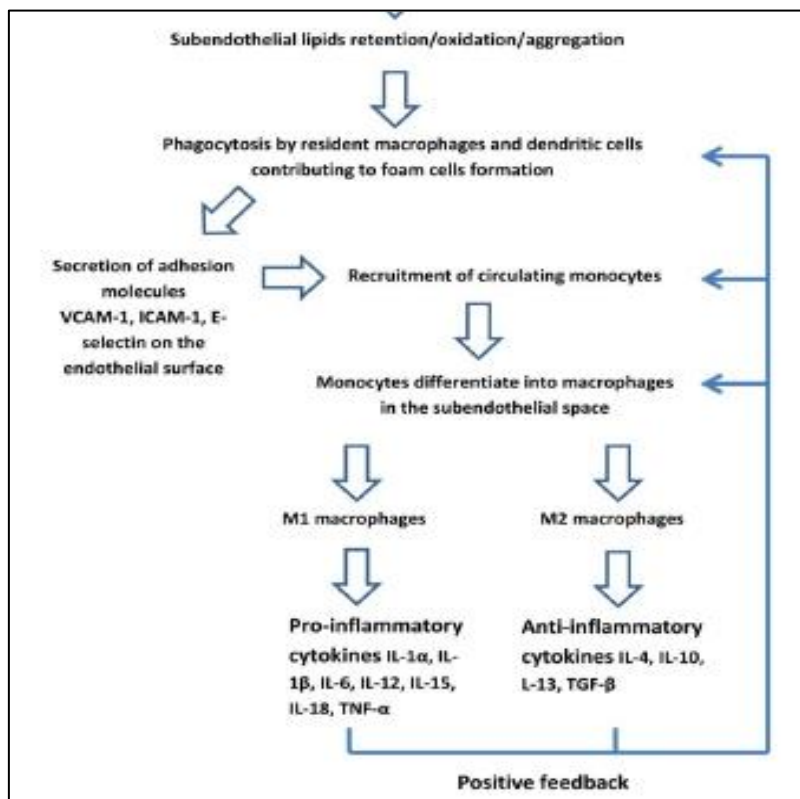 Subendothelial lipids retention/oxidation/aggregation
Phagocytosis by resident macrophages and dendritic cells
contributing to foam cells formation
Secretion of adhesion
molecules
VCAM-1, ICAM-1, E-
selectin on the
endothelial surface
Recruitment of circulating monocytes
Monocytes differentiate into macrophages
in the subendothelial space
M1 macrophages
M2 macrophages
Pro-inflammatory
cytokines IL-1α, IL-
1β, IL-6, IL-12, IL-15,
IL-18, TNF-α
Anti-inflammatory
cytokines IL-4, IL-10,
L-13, TGF-β
Positive feedback